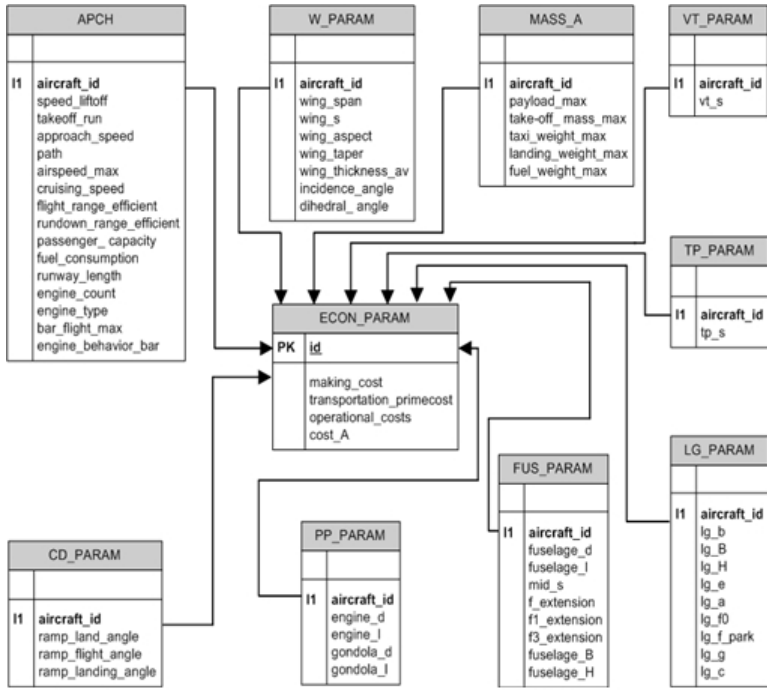 APCH
I1 aircraft_id
speed_liftoff
takeoff_run
approach_speed
path
airspeed_max
cruising_speed
flight_range_efficient
rundown_range_efficient
passenger_ capacity
fuel_consumption
runway_length
engine_count
engine_type
bar_flight_max
engine_behavior_bar
W_PARAM
I1 aircraft_id
wing_span
wing_s
wing_aspect
wing_taper
wing_thickness_av
incidence_angle
dihedral_ angle
MASS_A
I1 aircraft_id
payload_max
take-off_ mass_max
taxi_weight_max
landing_weight_max
fuel_weight_max
VT_PARAM
I1 aircraft_id
vt_s
TP_PARAM
I1 aircraft_id
tp_s
ECON_PARAM
PK id
making_cost
transportation_primecost
operational_costs
cost_A
CD_PARAM
I1 aircraft_id
ramp_land_angle
ramp_flight_angle
ramp_landing_angle
PP_PARAM
I1 aircraft_id
engine_d
engine_l
gondola_d
gondola_l
FUS_PARAM
I1 aircraft_id
fuselage_d
fuselage_l
mid_s
f_extension
f1_extension
f3_extension
fuselage_B
fuselage_H
LG_PARAM
I1 aircraft_id
lg_b
lg_B
lg_H
lg_e
lg_a
lg_f0
lg_f_park
lg_g
lg_c